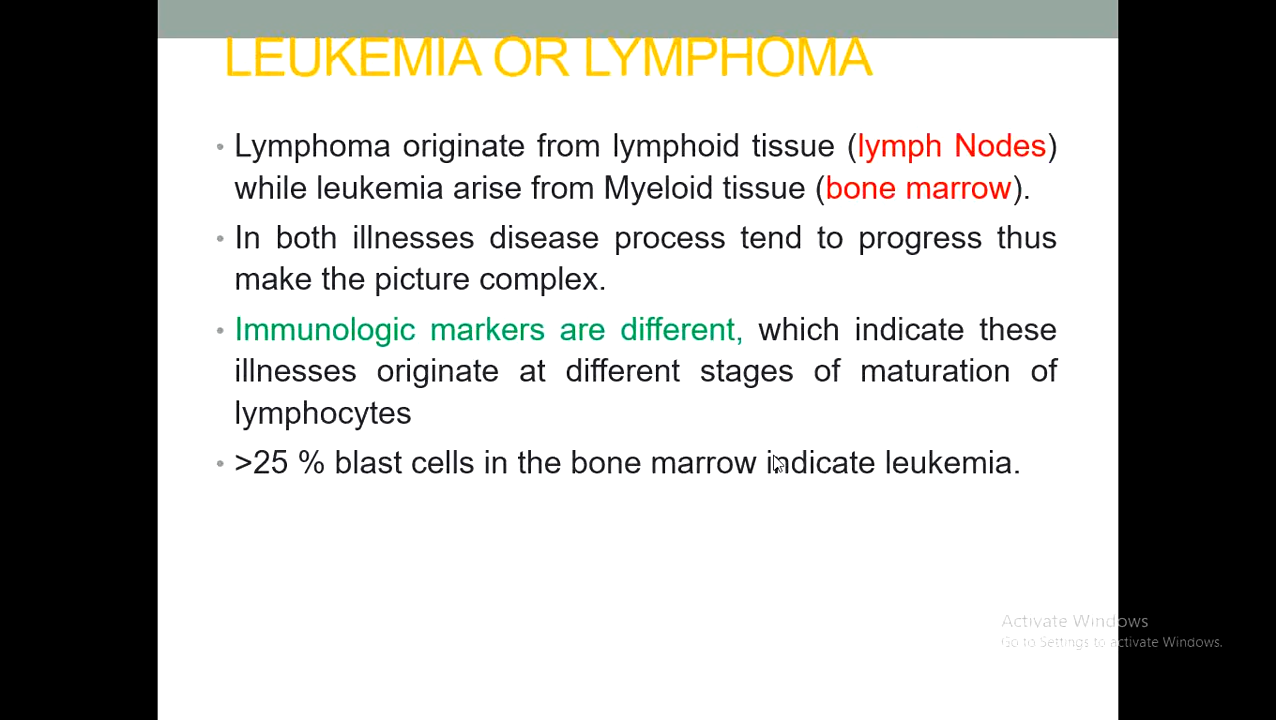 LEUKEMIA OR LYMPHOMA
• Lymphoma originate from lymphoid tissue (lymph Nodes)
while leukemia arise from Myeloid tissue (bone marrow).
• In both illnesses disease process tend to progress thus
make the picture complex.
• Immunologic markers are different, which indicate these
illnesses originate at different stages of maturation of
lymphocytes
• >25 % blast cells in the bone marrow indicate leukemia.
Activate Windows
Go to Settings to activate Windows.